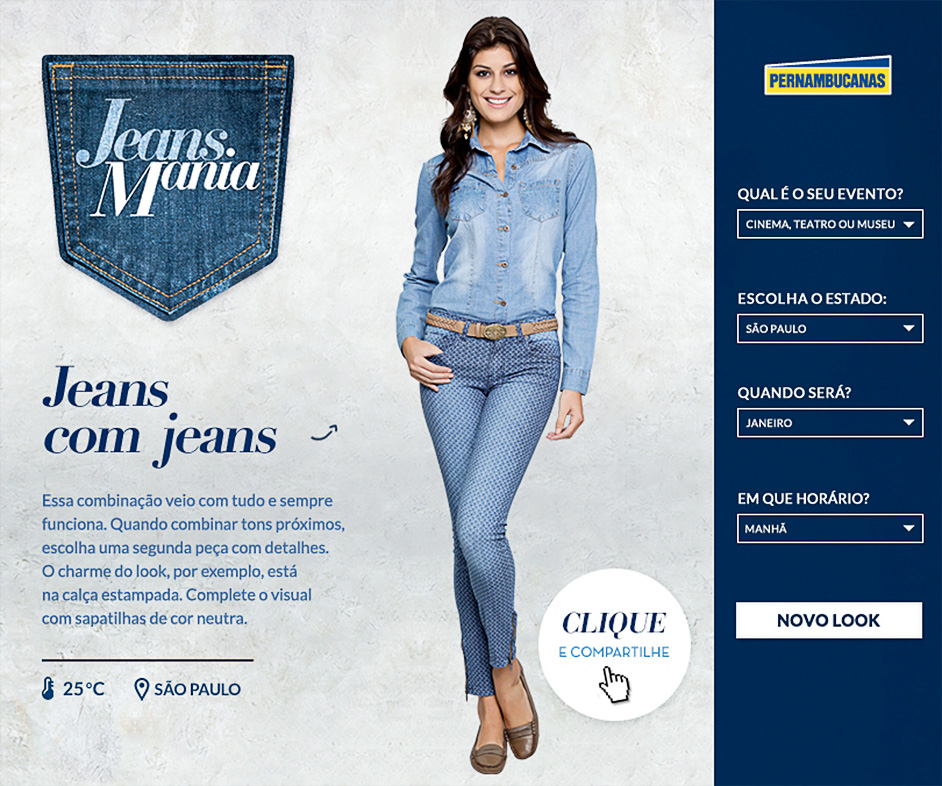 Jeans
Mania
Jeans
com jeans
Essa combinação veio com tudo e sempre
funciona. Quando combinar tons próximos,
escolha uma segunda peça com detalhes.
O charme do look, por exemplo, está
na calça estampada. Complete o visual
com sapatilhas de cor neutra.
25°C
SÃO PAULO
CLIQUE
E COMPARTILHE
PERNAMBUCANAS
QUAL É O SEU EVENTO?
CINEMA, TEATRO OU MUSEU
ESCOLHA O ESTADO:
SÃO PAULO
QUANDO SERÁ?
JANEIRO
EM QUE HORÁRIO?
MANHÃ
NOVO LOOK